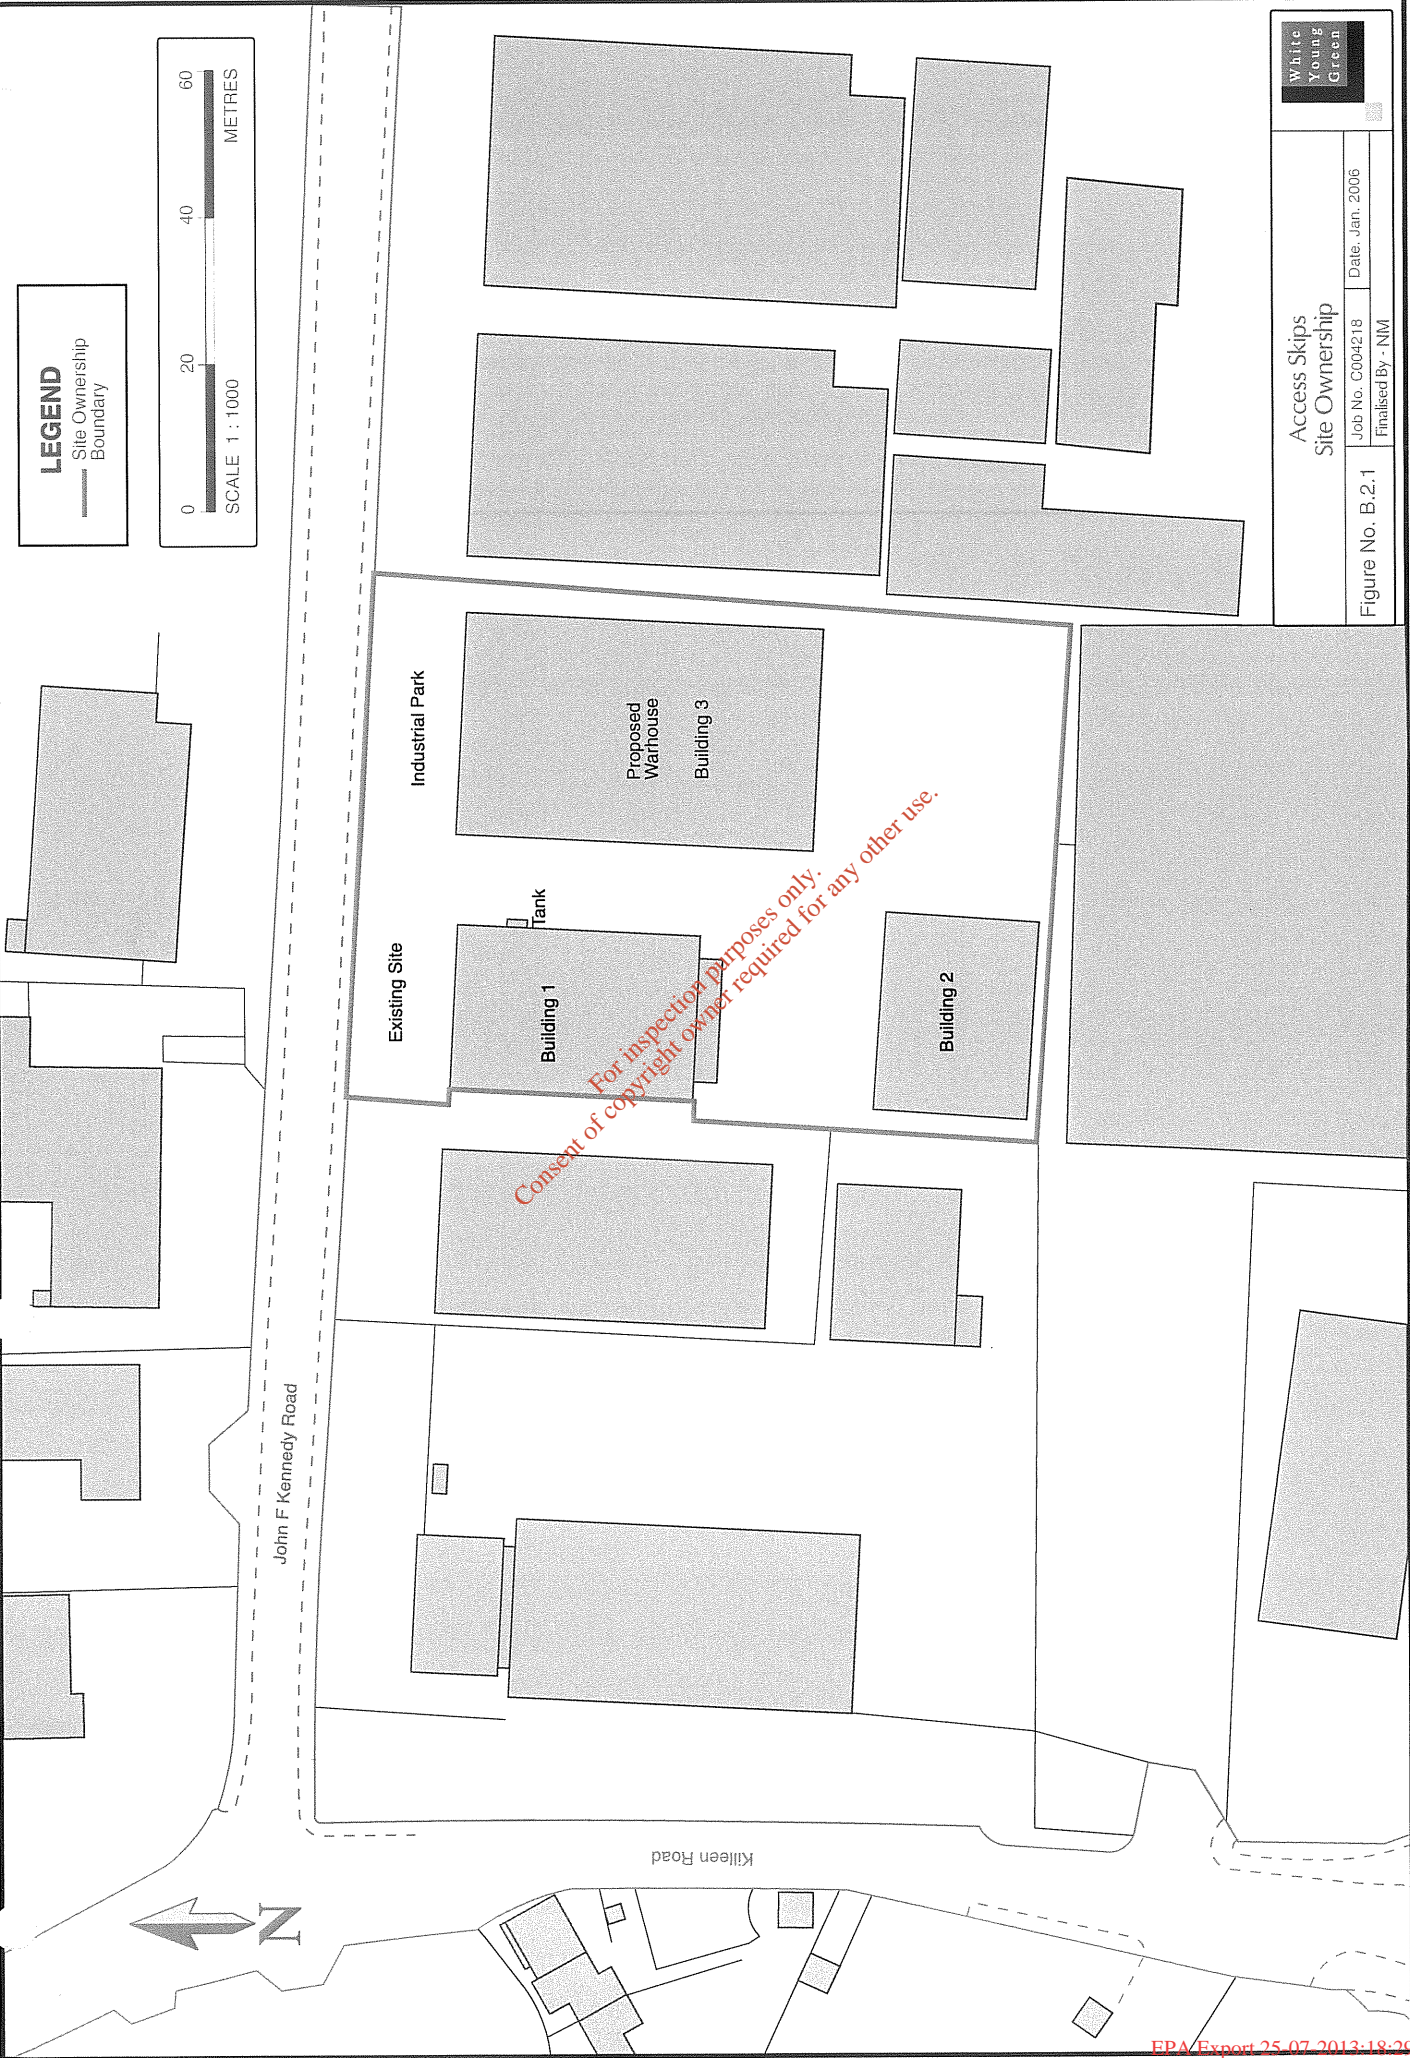 LEGEND
Site Ownership
Boundary
0 20 40 60
SCALE 1 : 1000 METRES
John F Kennedy Road
Killeen Road
N
Existing Site
Industrial Park
Building 1
Tank
Proposed
Warhouse
Building 3
Building 2
For inspection purposes only.
Consent of copyright owner required for any other use.
White
Young
Green
Access Skips
Site Ownership
Figure No. B.2.1
Job No. C004218
Date. Jan. 2006
Finalised By - NM
EPA Export 25-07-2013:18:29